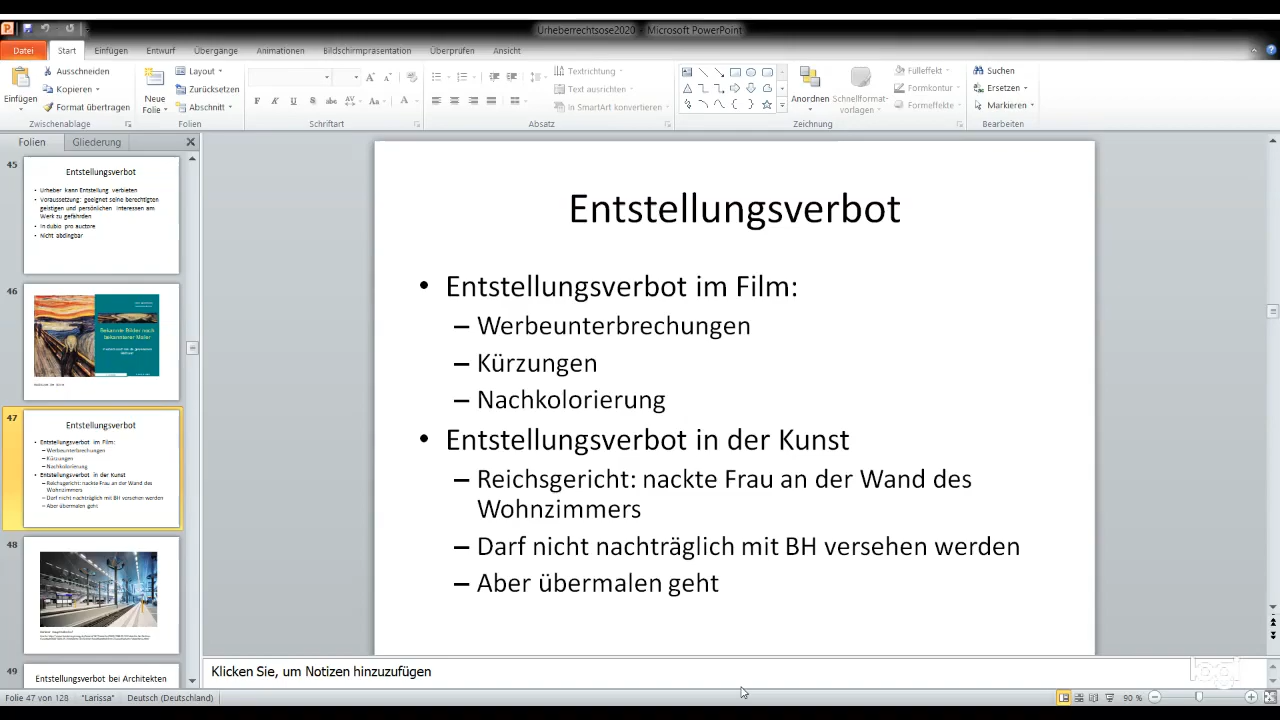 Urheberrechtsose2020 - Microsoft PowerPoint
Datei Start Einfügen Entwurf Übergänge Animationen Bildschirmpräsentation Überprüfen Ansicht
Einfügen
Ausschneiden
Kopieren
Format übertragen
Zwischenablage
Neue
Folie
Layout
Zurücksetzen
Abschnitt
Folien
Schriftart
Textrichtung
Text ausrichten
In SmartArt konvertieren
Absatz
Anordnen
Schnellformat-
vorlagen
Fülleffekt
Formkontur
Formeffekte
Zeichnung
Suchen
Ersetzen
Markieren
Bearbeiten
Folien Gliederung
45
Entstellungsverbot
• Urheber kann Entstellung verbieten
• Voraussetzung: geeignet seine berechtigten
geistigen und persönlichen Interessen am
Werk zu gefährden
• In dubio pro auctore
• Nicht abdingbar
46
Bekannte Bilder nach
bekannterer Maler
47
Entstellungsverbot
• Entstellungsverbot im Film:
– Werbeunterbrechungen
– Kürzungen
– Nachkolorierung
• Entstellungsverbot in der Kunst
– Reichsgericht: nackte Frau an der Wand des
Wohnzimmers
– Darf nicht nachträglich mit BH versehen werden
– Aber übermalen geht
48
49
Entstellungsverbot bei Architekten
Entstellungsverbot
• Entstellungsverbot im Film:
– Werbeunterbrechungen
– Kürzungen
– Nachkolorierung
• Entstellungsverbot in der Kunst
– Reichsgericht: nackte Frau an der Wand des
Wohnzimmers
– Darf nicht nachträglich mit BH versehen werden
– Aber übermalen geht
Klicken Sie, um Notizen hinzuzufügen
Folie 47 von 128 "Larissa" Deutsch (Deutschland) 90 %